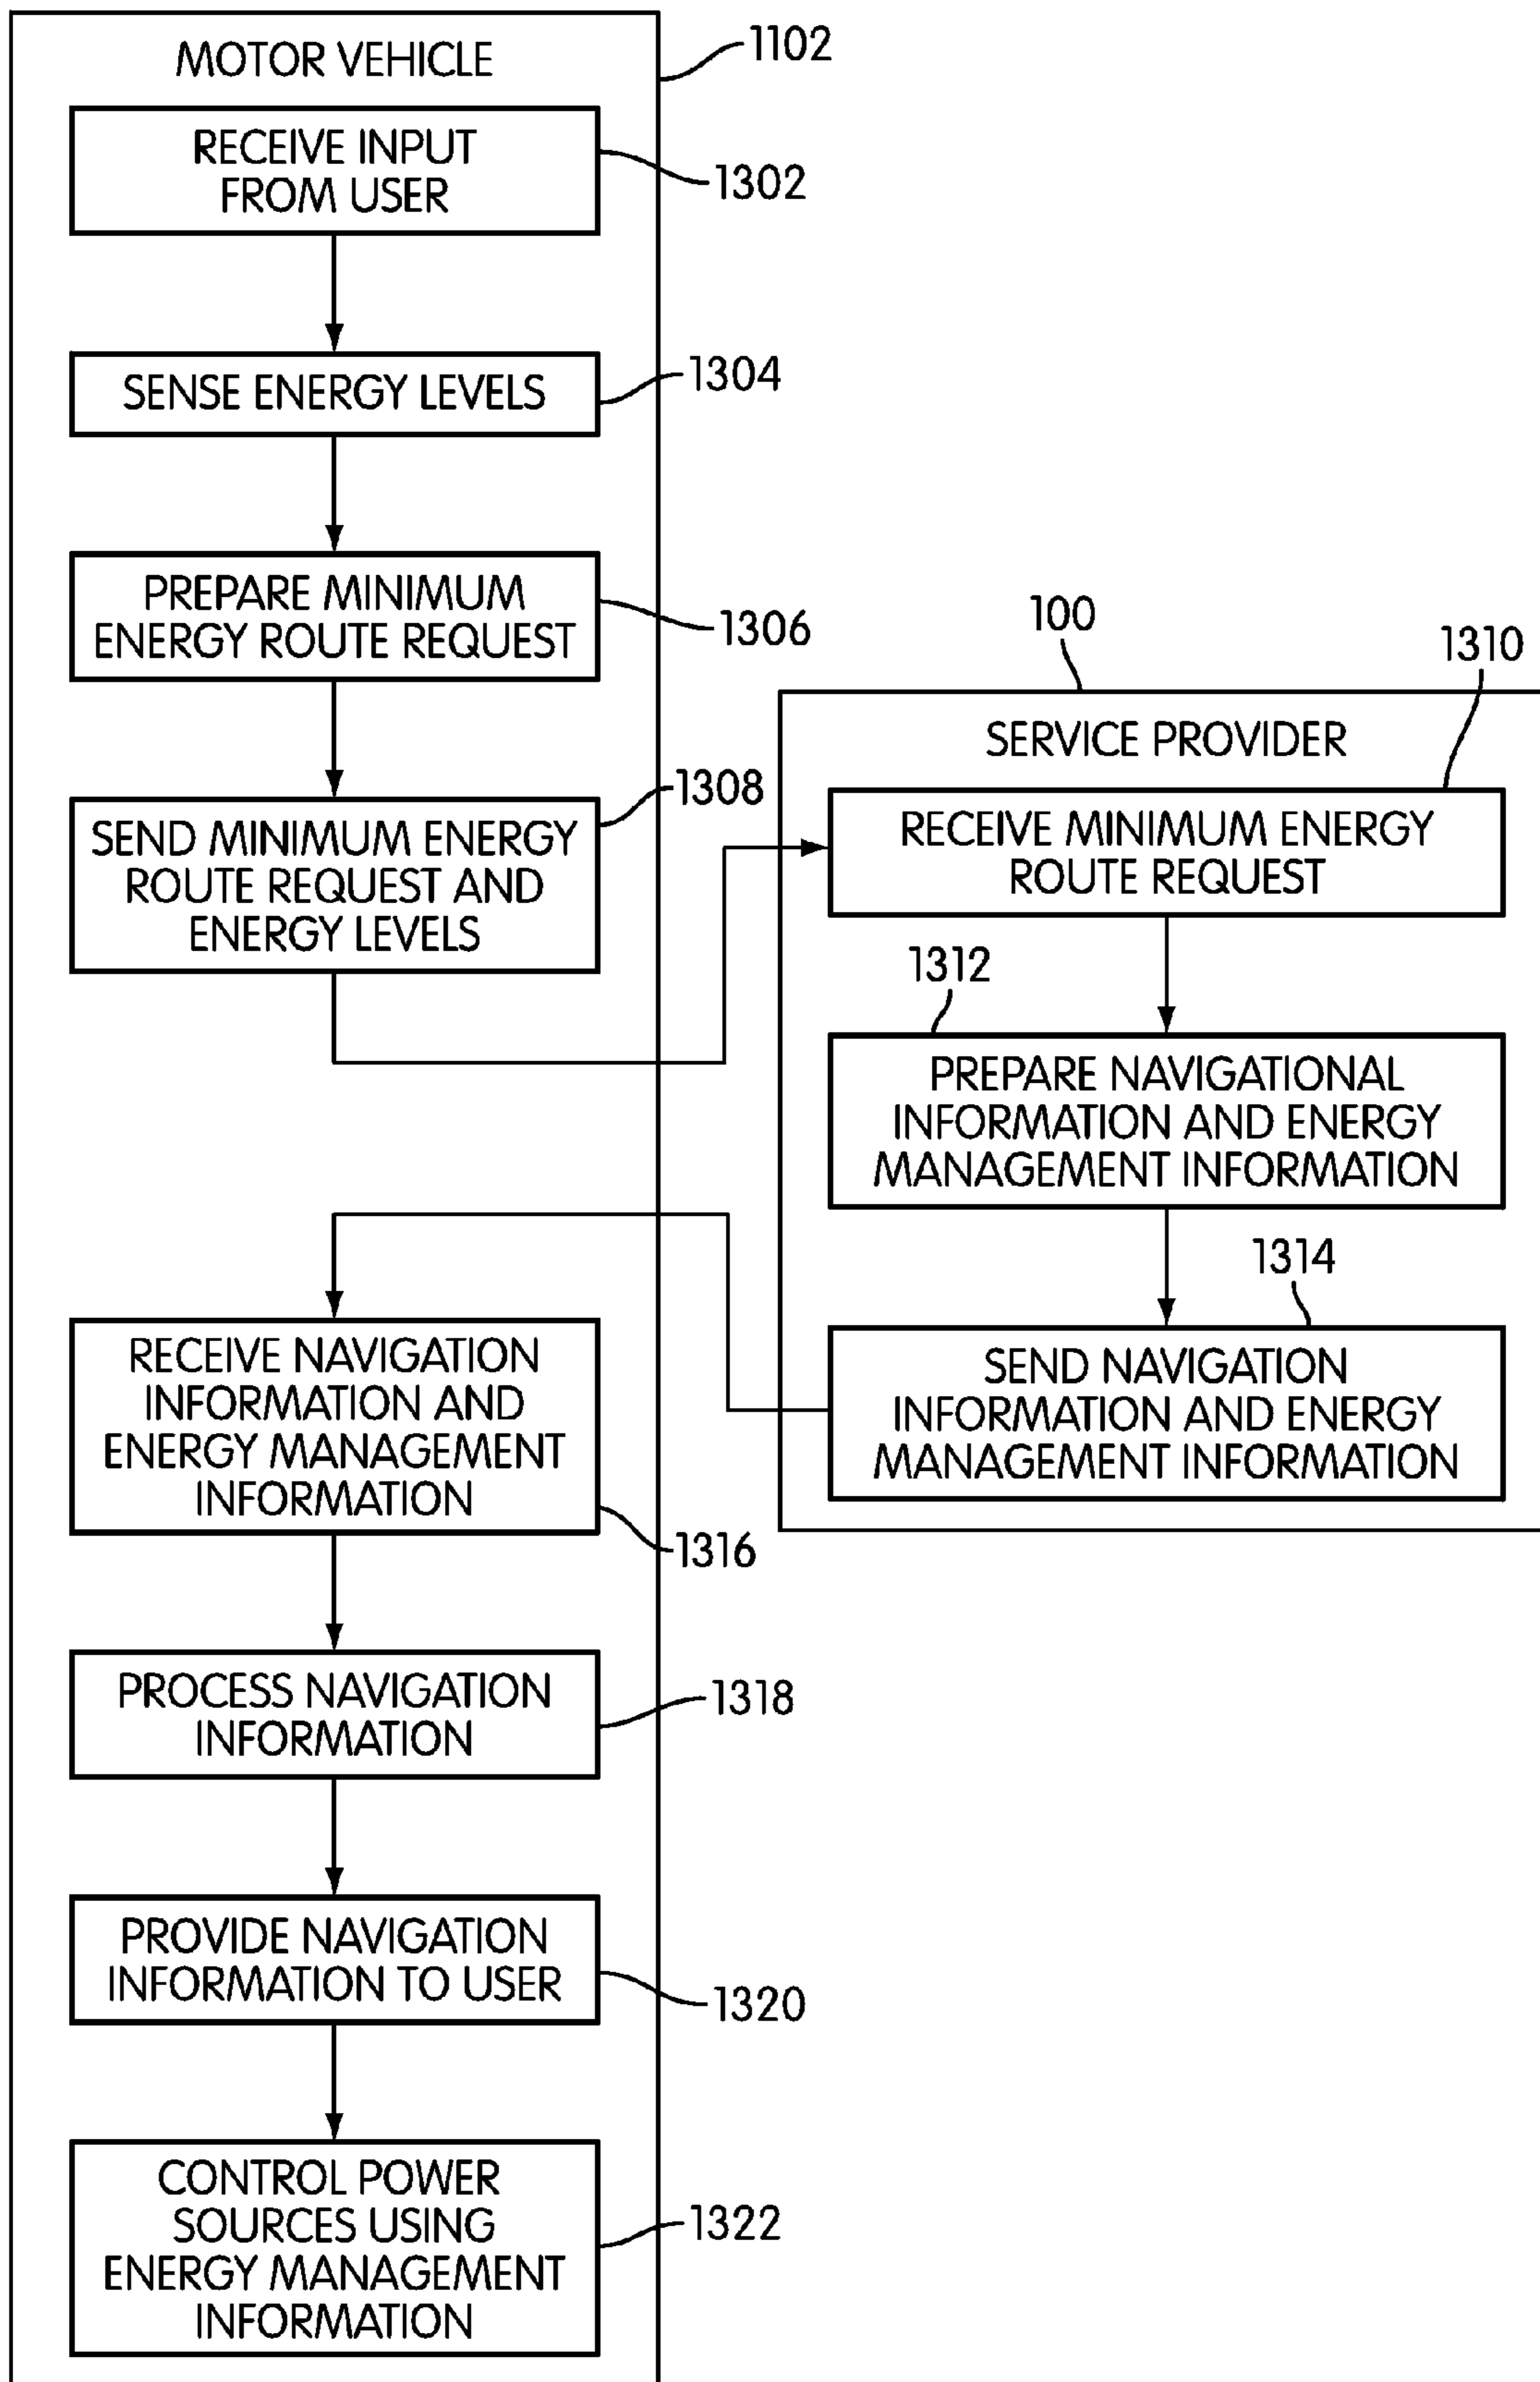 MOTOR VEHICLE
1102
RECEIVE INPUT
FROM USER
1302
SENSE ENERGY LEVELS
1304
PREPARE MINIMUM
ENERGY ROUTE REQUEST
1306
SEND MINIMUM ENERGY
ROUTE REQUEST AND
ENERGY LEVELS
1308
100
SERVICE PROVIDER
1310
RECEIVE MINIMUM ENERGY
ROUTE REQUEST
1312
PREPARE NAVIGATIONAL
INFORMATION AND ENERGY
MANAGEMENT INFORMATION
1314
SEND NAVIGATION
INFORMATION AND ENERGY
MANAGEMENT INFORMATION
RECEIVE NAVIGATION
INFORMATION AND
ENERGY MANAGEMENT
INFORMATION
1316
PROCESS NAVIGATION
INFORMATION
1318
PROVIDE NAVIGATION
INFORMATION TO USER
1320
CONTROL POWER
SOURCES USING
ENERGY MANAGEMENT
INFORMATION
1322